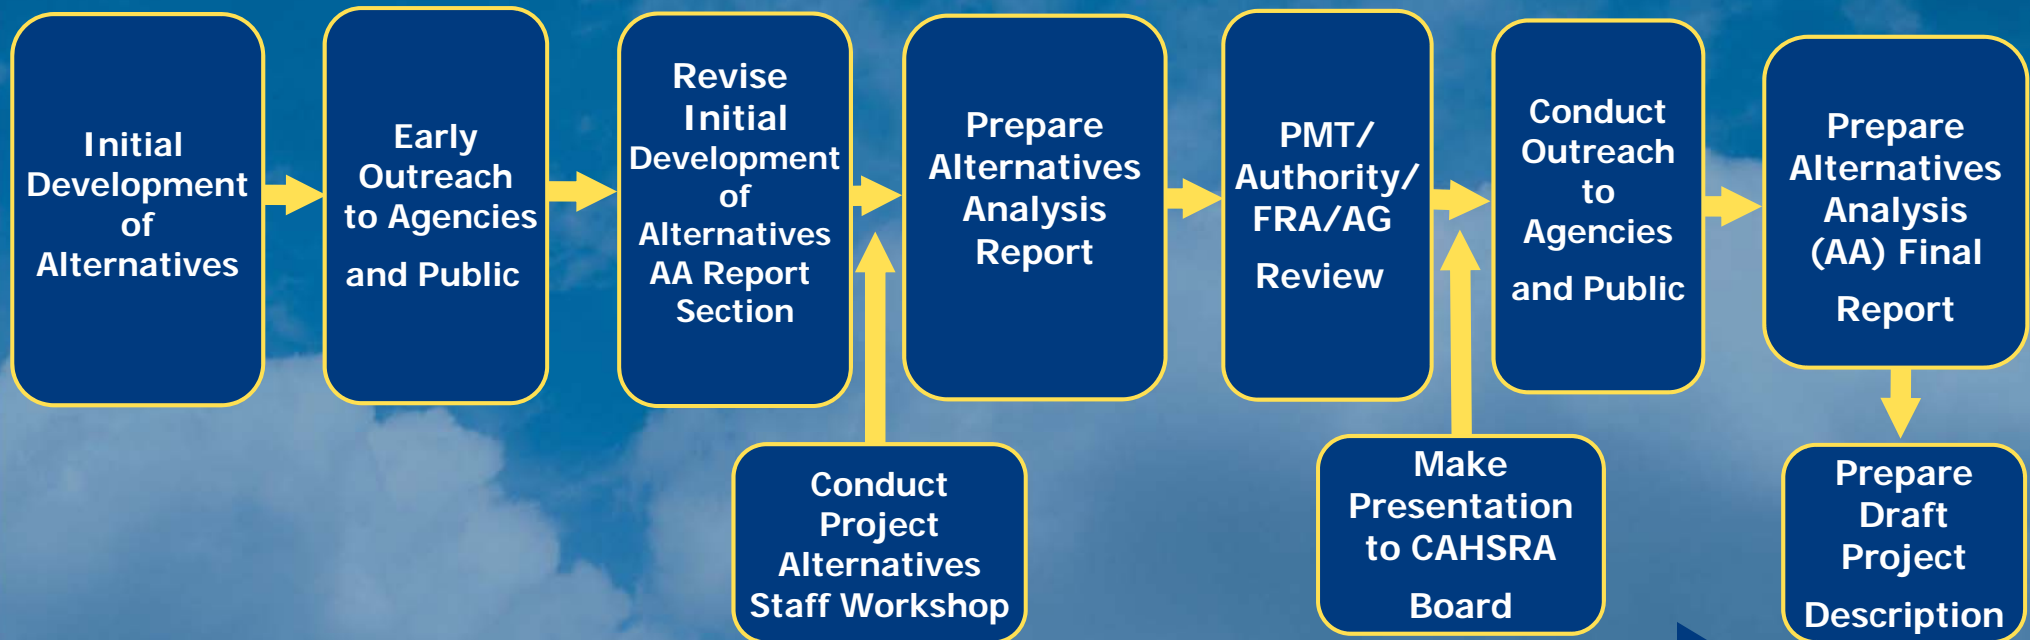 Initial
Development
of
Alternatives
Early
Outreach
to Agencies
and Public
Revise
Initial
Development
of
Alternatives
AA Report
Section
Prepare
Alternatives
Analysis
Report
PMT/
Authority/
FRA/AG
Review
Conduct
Outreach
to
Agencies
and Public
Prepare
Alternatives
Analysis
(AA) Final
Report
Conduct
Project
Alternatives
Staff Workshop
Make
Presentation
to CAHSRA
Board
Prepare
Draft
Project
Description